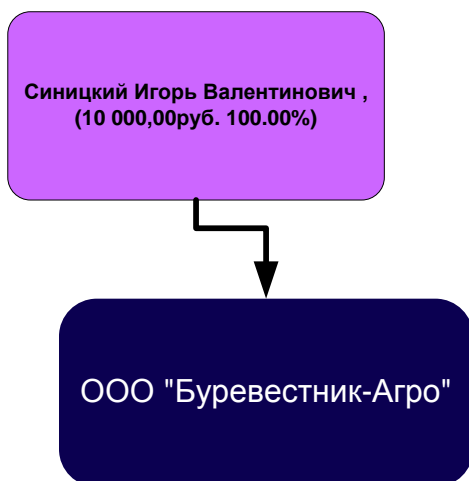 Синицкий Игорь Валентинович ,
(10 000,00руб. 100.00%)
ООО "Буревестник-Агро"